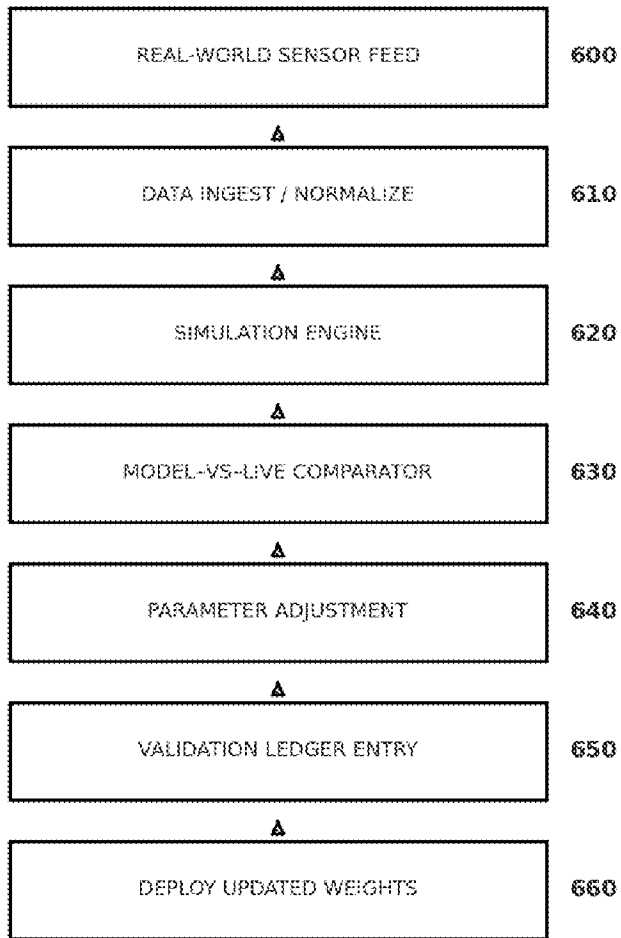 REAL-WORLD SENSOR FEED 600
DATA INGEST / NORMALIZE 610
SIMULATION ENGINE 620
MODEL-VS-LIVE COMPARATOR 630
PARAMETER ADJUSTMENT 640
VALIDATION LEDGER ENTRY 650
DEPLOY UPDATED WEIGHTS 660